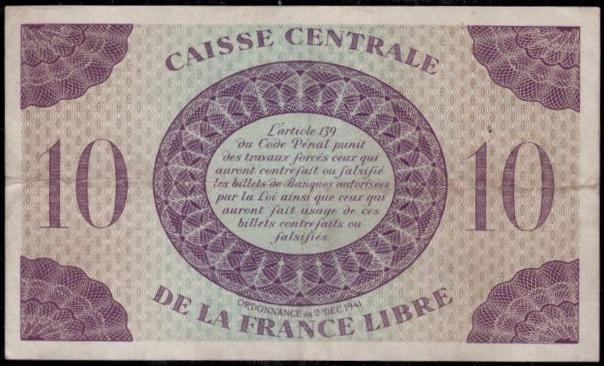 CAISSE CENTRALE
10
L'article 139
du Code Pénal punit
des travaux forcés ceux qui
auront contrefait ou falsifié
les billets de Banques autorisées
par la Loi ainsi que ceux qui
auront fait usage de ces
billets contrefaits ou
falsifiés.
10
ORDONNANCE du 2 DÉC 1941
DE LA FRANCE LIBRE